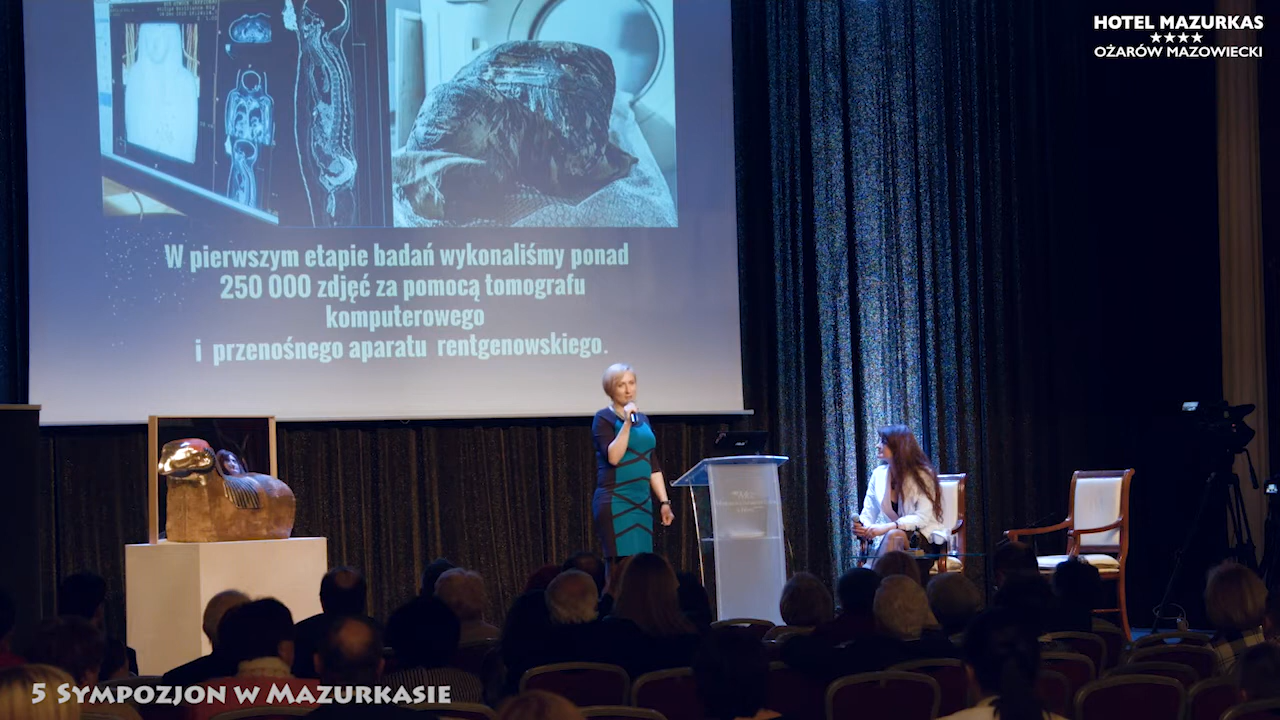 HOTEL MAZURKAS
★★★★
OŻARÓW MAZOWIECKI
W pierwszym etapie badań wykonaliśmy ponad
250 000 zdjęć za pomocą tomografu
komputerowego
i przenośnego aparatu rentgenowskiego.
5 Sympozjon w Mazurkasie